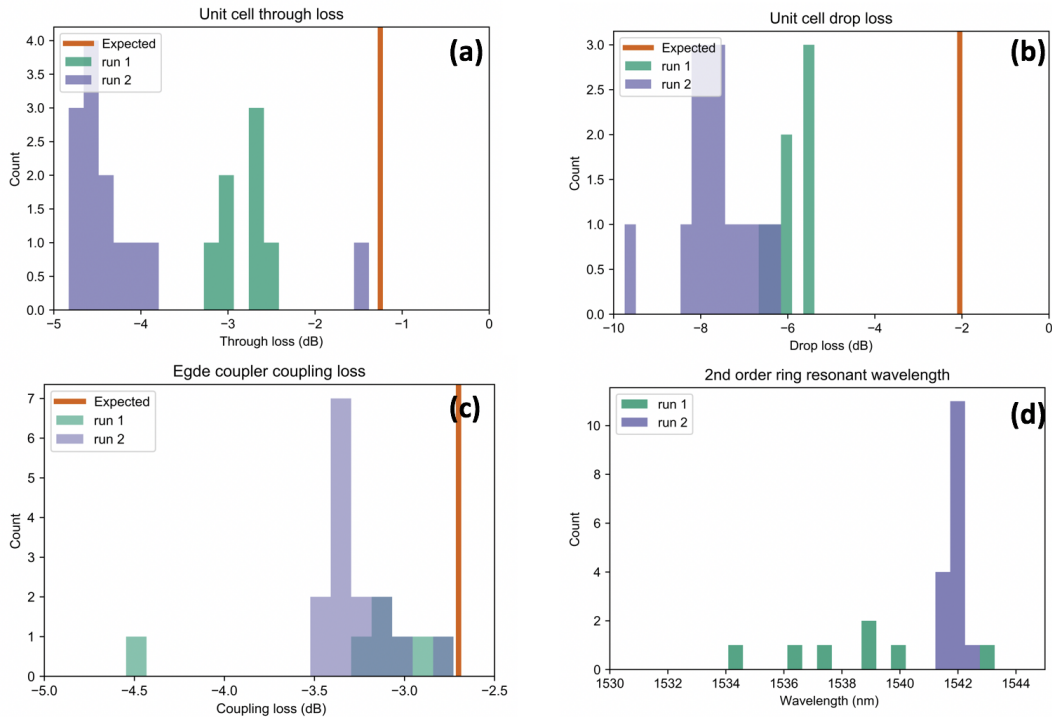 Unit cell through loss
(a)
Expected
run 1
run 2
4.0
3.5
3.0
2.5
2.0
1.5
1.0
0.5
0.0
Count
−5
−4
−3
−2
−1
0
Through loss (dB)
Unit cell drop loss
(b)
Expected
run 1
run 2
3.0
2.5
2.0
1.5
1.0
0.5
0.0
Count
−10
−8
−6
−4
−2
0
Drop loss (dB)
Egde coupler coupling loss
(c)
Expected
run 1
run 2
7
6
5
4
3
2
1
0
Count
−5.0
−4.5
−4.0
−3.5
−3.0
−2.5
Coupling loss (dB)
2nd order ring resonant wavelength
(d)
run 1
run 2
10
8
6
4
2
0
Count
1530
1532
1534
1536
1538
1540
1542
1544
Wavelength (nm)